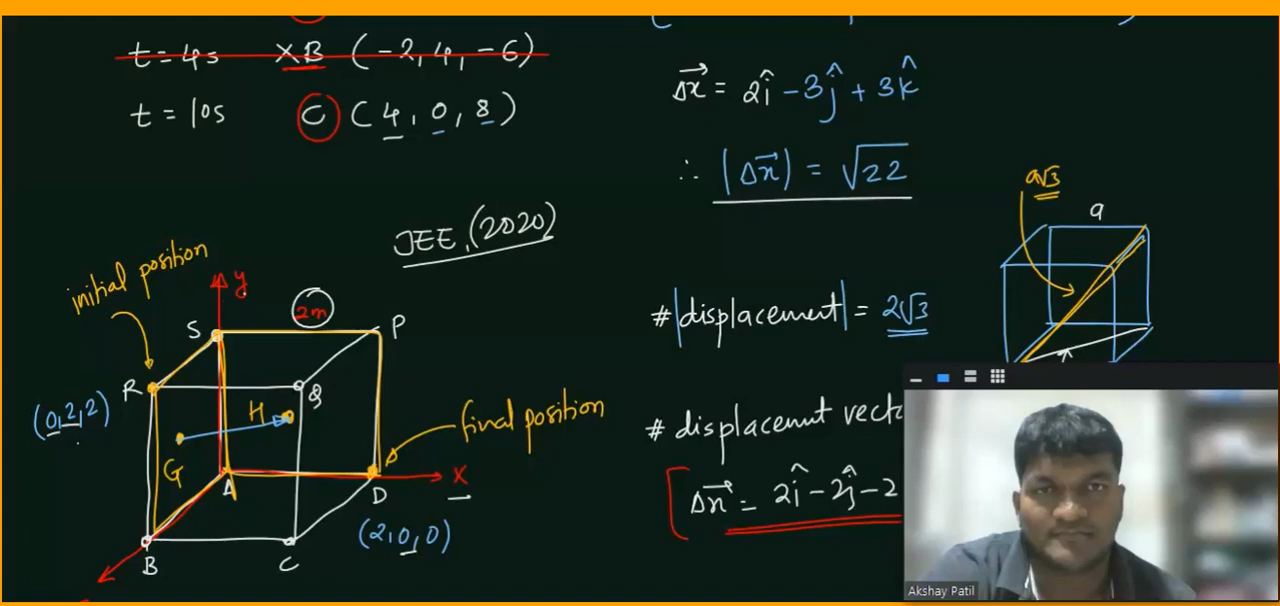 t = 4s XB (-2, 4, -6)
t = 10s C (4, 0, 8)
Δx = 2î - 3ĵ + 3k̂
∴ |Δx| = √22
JEE, (2020)
a√3
a
initial position
y
2m
S
P
R
Q
(0,2,2)
H
G
# |displacement| = 2√3
final position
A
D
x
(2,0,0)
B
C
# displacement vect
Δx = 2î - 2ĵ - 2
Akshay Patil